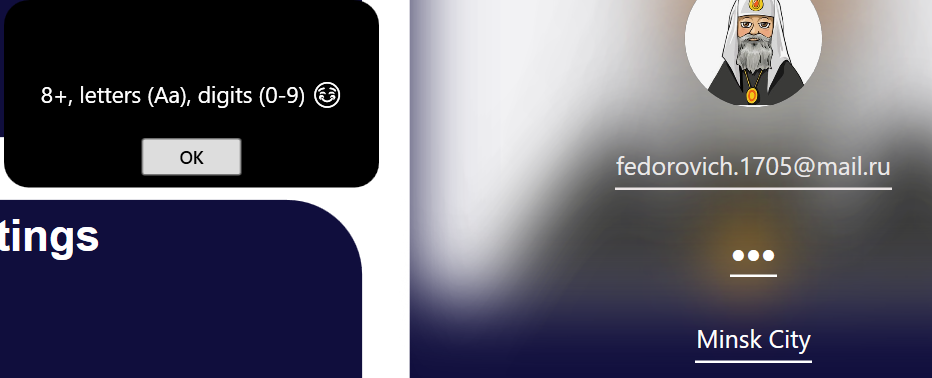 8+, letters (Aa), digits (0-9) 😂
OK
tings
fedorovich.1705@mail.ru
•••
Minsk City